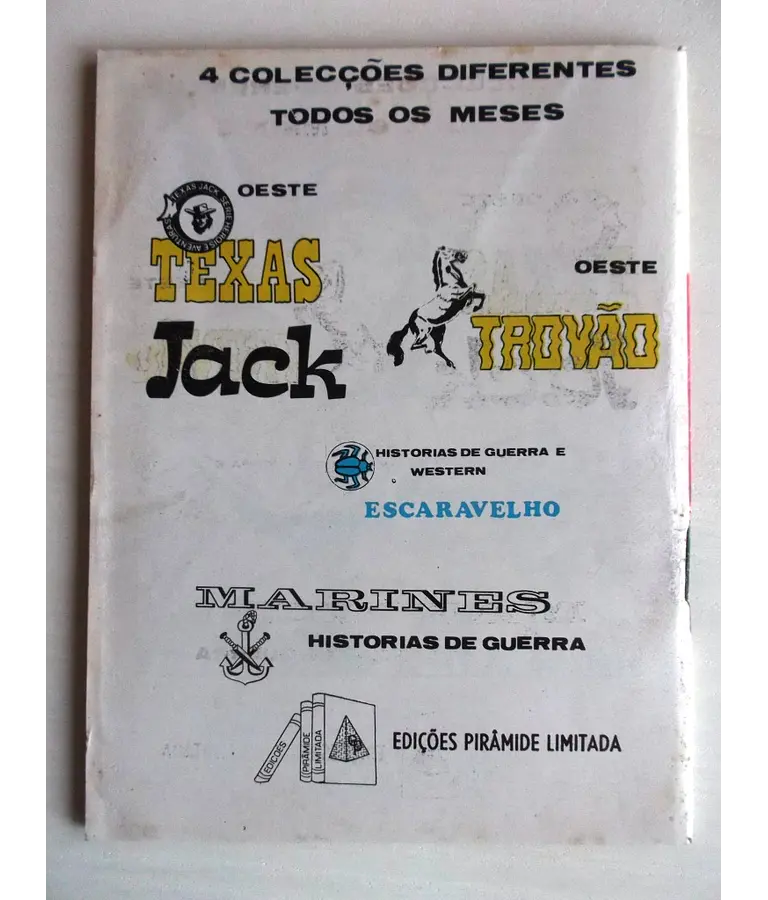 4 COLECÇÕES DIFERENTES
TODOS OS MESES
TEXAS JACK SERIE HEROIS E AVENTURAS
OESTE
TEXAS
Jack
OESTE
TROVÃO
HISTORIAS DE GUERRA E
WESTERN
ESCARAVELHO
MARINES
HISTORIAS DE GUERRA
EDIÇÕES
PIRÂMIDE
LIMITADA
EDIÇÕES PIRÂMIDE LIMITADA